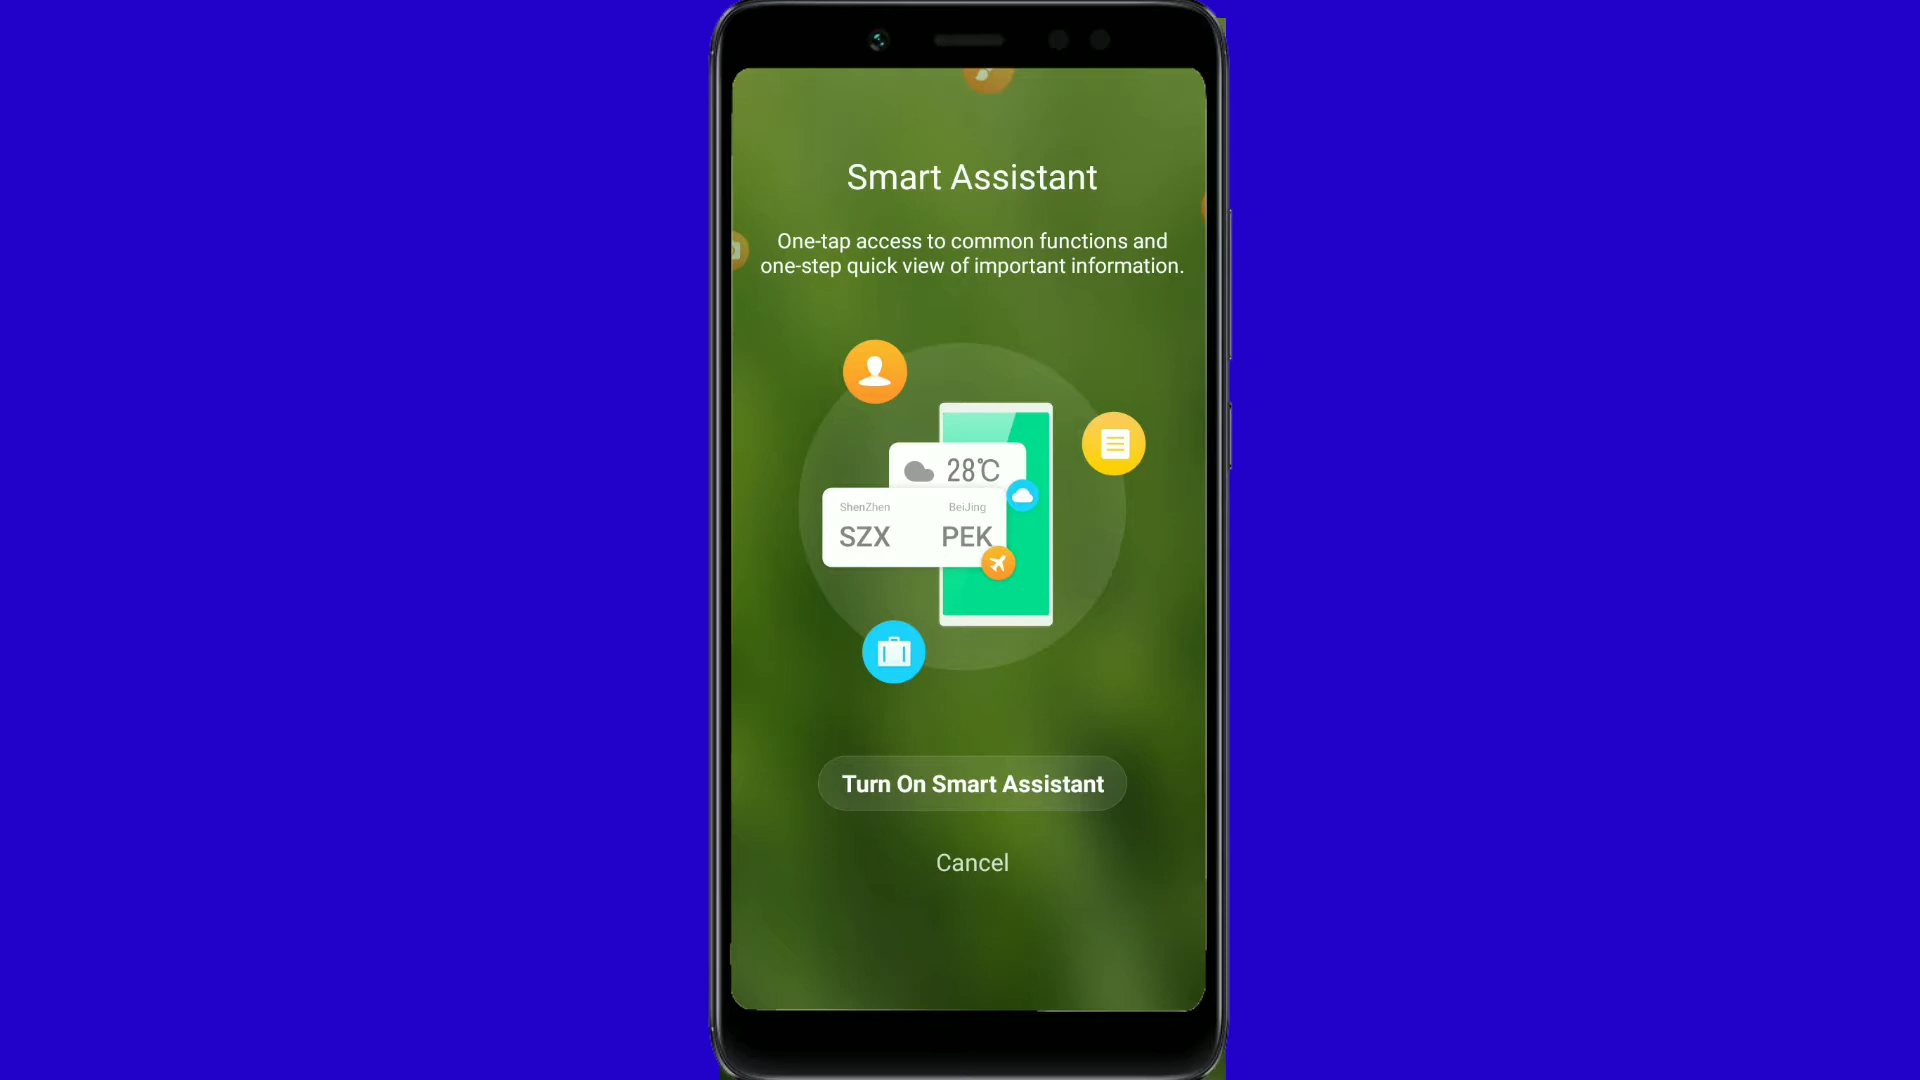 Smart Assistant
One-tap access to common functions and
one-step quick view of important information.
28℃
ShenZhen BeiJing
SZX PEK
Turn On Smart Assistant
Cancel